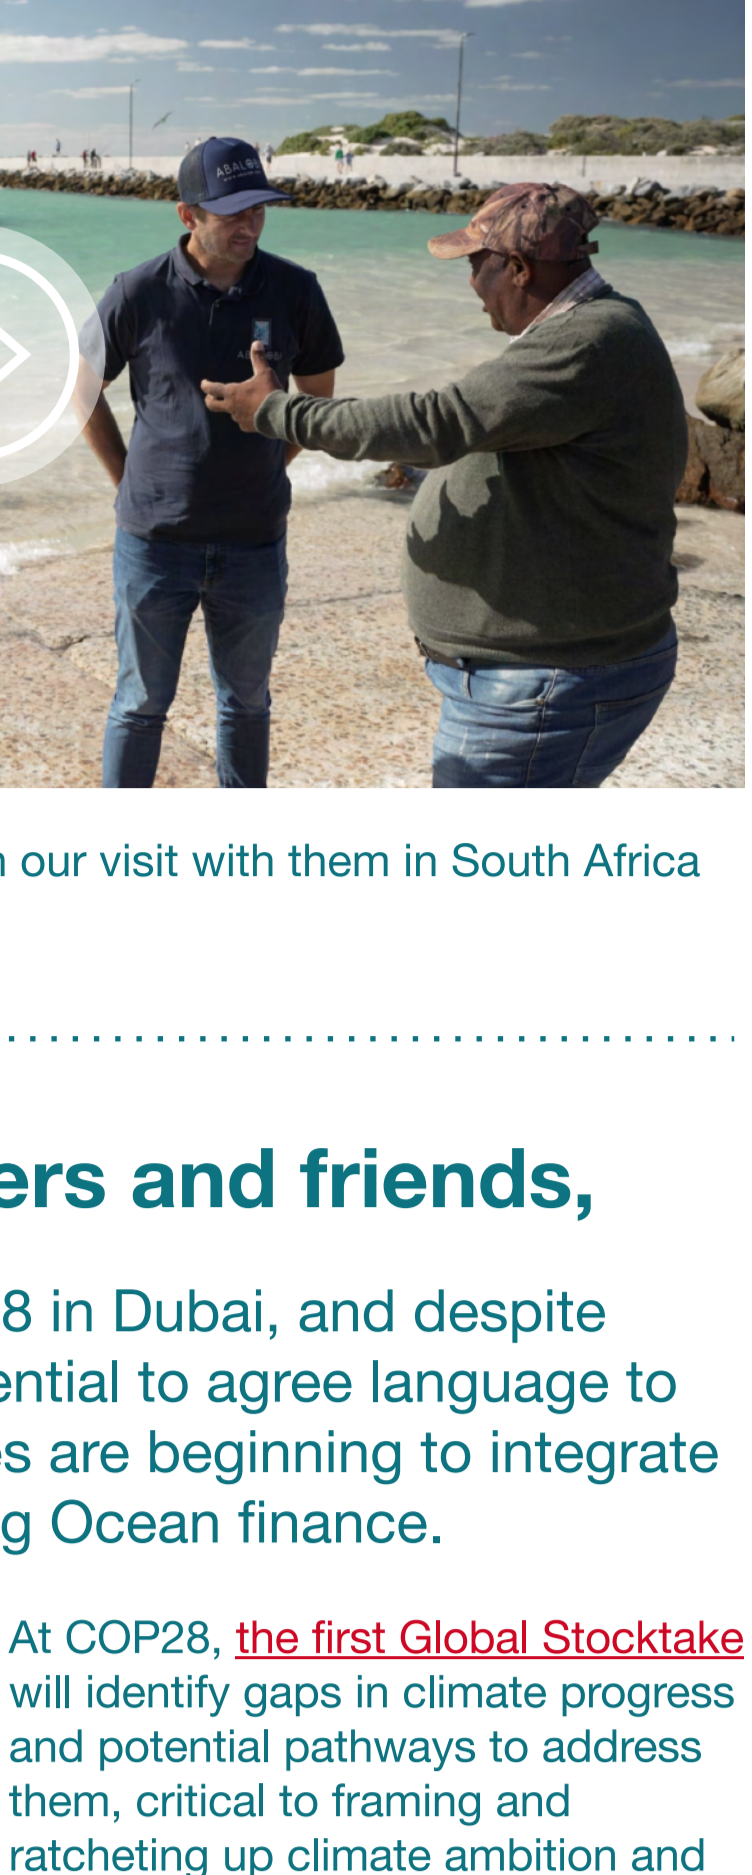 ABALOBI
our visit with them in South Africa
ers and friends,
8 in Dubai, and despite
ential to agree language to
es are beginning to integrate
g Ocean finance.
At COP28, the first Global Stocktake
will identify gaps in climate progress
and potential pathways to address
them, critical to framing and
ratcheting up climate ambition and